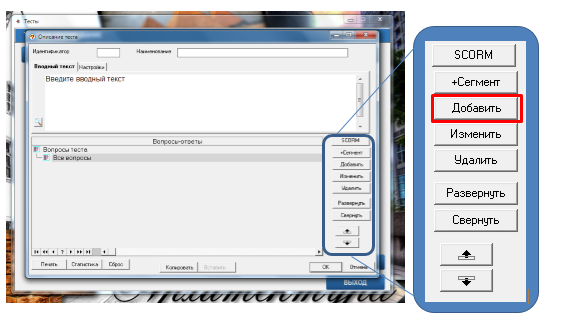 Тесты
Описание теста
Идентификатор
Наименование
Вводный текст
Настройки
Введите вводный текст
Вопросы-ответы
SCORM
Вопросы теста
+Сегмент
Все вопросы
Добавить
Изменить
Удалить
Развернуть
Свернуть
Печать
Статистика
Сброс
Копировать
Вставить
OK
Отмена
ВЫХОД
SCORM
+Сегмент
Добавить
Изменить
Удалить
Развернуть
Свернуть